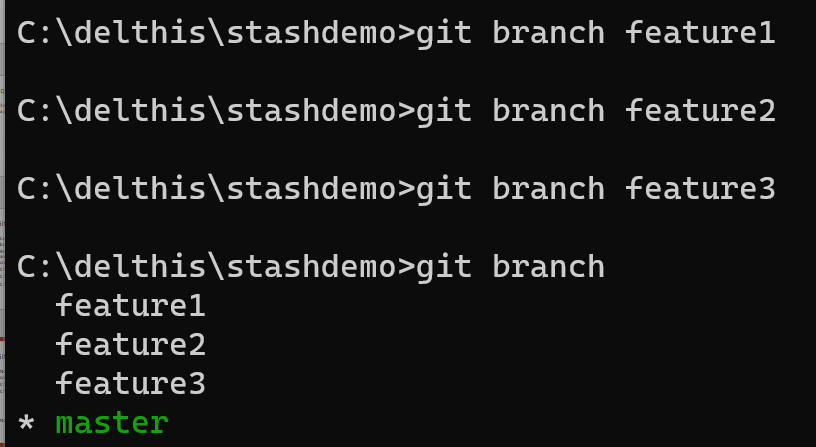 C:\delthis\stashdemo>git branch feature1
C:\delthis\stashdemo>git branch feature2
C:\delthis\stashdemo>git branch feature3
C:\delthis\stashdemo>git branch
  feature1
  feature2
  feature3
* master